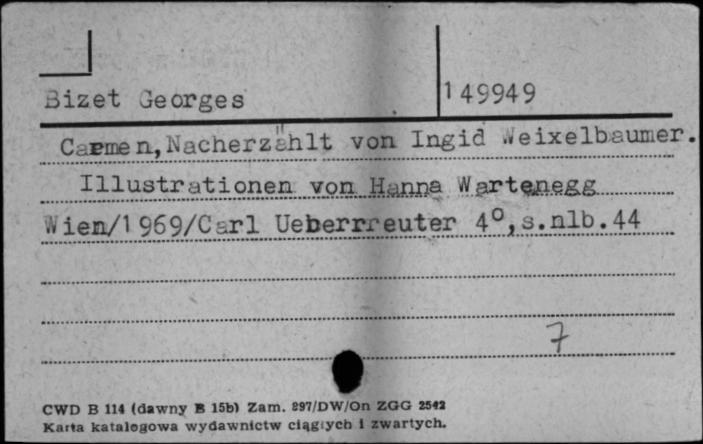 Bizet Georges 149949
Carmen, Nacherzählt von Ingid Weixelbaumer.
Illustrationen von Hanna Wartenegg
Wien/1969/Carl Ueberrreuter 4°, s.nlb.44
7
CWD B 114 (dawny B 15b) Zam. 897/DW/On ZGG 2542
Karta katalogowa wydawnictw ciągłych i zwartych.